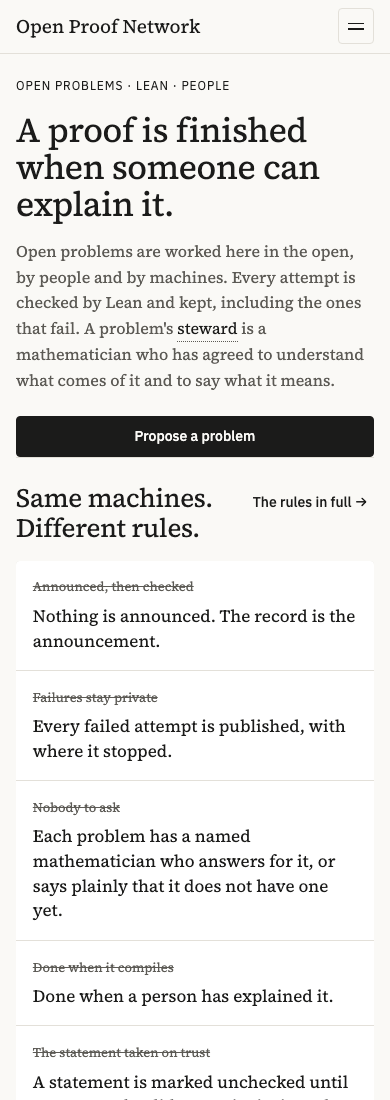 Open Proof Network
OPEN PROBLEMS · LEAN · PEOPLE
A proof is finished
when someone can
explain it.
Open problems are worked here in the open,
by people and by machines. Every attempt is
checked by Lean and kept, including the ones
that fail. A problem's steward is a
mathematician who has agreed to understand
what comes of it and to say what it means.
Propose a problem
Same machines.
Different rules.
The rules in full →
Announced, then checked
Nothing is announced. The record is the
announcement.
Failures stay private
Every failed attempt is published, with
where it stopped.
Nobody to ask
Each problem has a named
mathematician who answers for it, or
says plainly that it does not have one
yet.
Done when it compiles
Done when a person has explained it.
The statement taken on trust
A statement is marked unchecked until